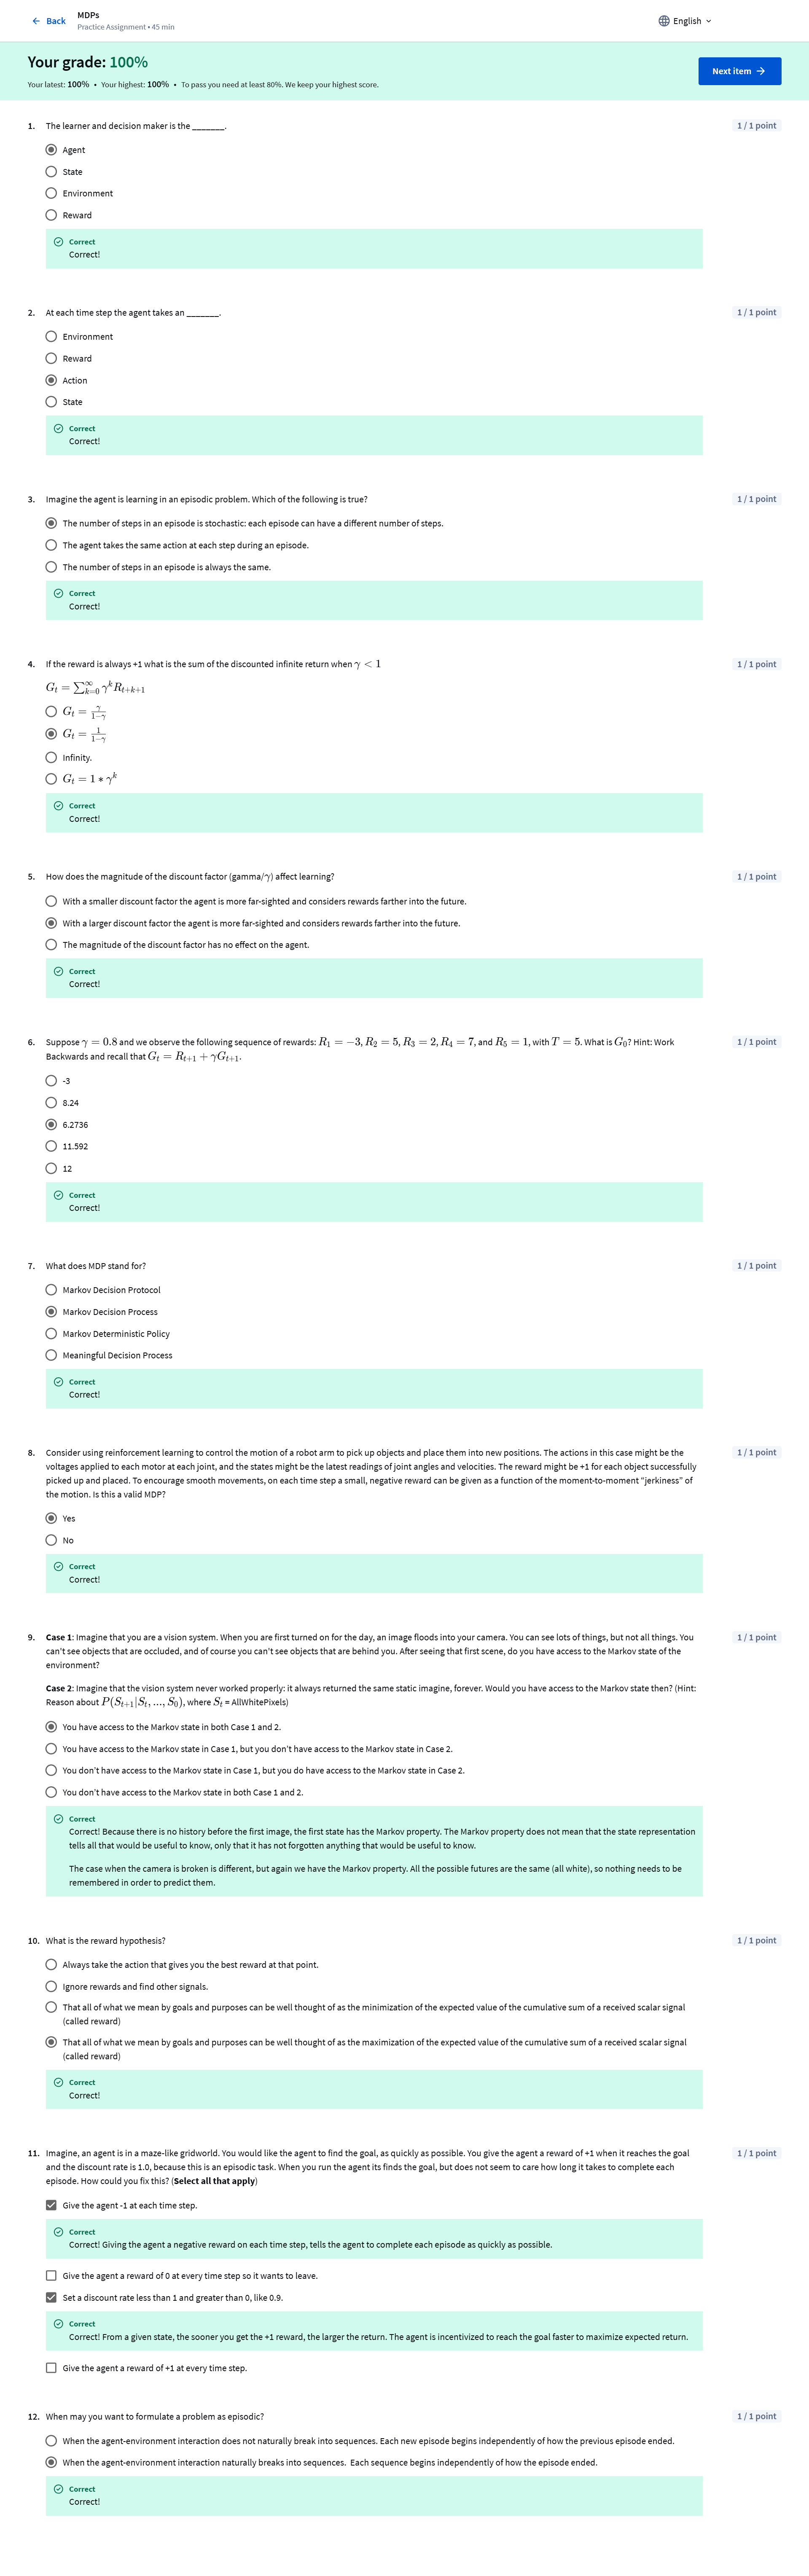 Back
MDPs
Practice Assignment • 45 min
English
Your grade: 100%
Your latest: 100% • Your highest: 100% • To pass you need at least 80%. We keep your highest score.
Next item
1. The learner and decision maker is the _______.
1 / 1 point
Agent
State
Environment
Reward
Correct
Correct!
2. At each time step the agent takes an _______.
1 / 1 point
Environment
Reward
Action
State
Correct
Correct!
3. Imagine the agent is learning in an episodic problem. Which of the following is true?
1 / 1 point
The number of steps in an episode is stochastic: each episode can have a different number of steps.
The agent takes the same action at each step during an episode.
The number of steps in an episode is always the same.
Correct
Correct!
4. If the reward is always +1 what is the sum of the discounted infinite return when γ < 1
1 / 1 point
G_t = ∑_{k=0}^{∞} γ^k R_{t+k+1}
G_t = γ/(1−γ)
G_t = 1/(1−γ)
Infinity.
G_t = 1 ∗ γ^k
Correct
Correct!
5. How does the magnitude of the discount factor (gamma/γ) affect learning?
1 / 1 point
With a smaller discount factor the agent is more far-sighted and considers rewards farther into the future.
With a larger discount factor the agent is more far-sighted and considers rewards farther into the future.
The magnitude of the discount factor has no effect on the agent.
Correct
Correct!
6. Suppose γ = 0.8 and we observe the following sequence of rewards: R_1 = −3, R_2 = 5, R_3 = 2, R_4 = 7, and R_5 = 1, with T = 5. What is G_0? Hint: Work
Backwards and recall that G_t = R_{t+1} + γG_{t+1}.
1 / 1 point
-3
8.24
6.2736
11.592
12
Correct
Correct!
7. What does MDP stand for?
1 / 1 point
Markov Decision Protocol
Markov Decision Process
Markov Deterministic Policy
Meaningful Decision Process
Correct
Correct!
8. Consider using reinforcement learning to control the motion of a robot arm to pick up objects and place them into new positions. The actions in this case might be the
voltages applied to each motor at each joint, and the states might be the latest readings of joint angles and velocities. The reward might be +1 for each object successfully
picked up and placed. To encourage smooth movements, on each time step a small, negative reward can be given as a function of the moment-to-moment “jerkiness” of
the motion. Is this a valid MDP?
1 / 1 point
Yes
No
Correct
Correct!
9. Case 1: Imagine that you are a vision system. When you are first turned on for the day, an image floods into your camera. You can see lots of things, but not all things. You
can't see objects that are occluded, and of course you can't see objects that are behind you. After seeing that first scene, do you have access to the Markov state of the
environment?
1 / 1 point
Case 2: Imagine that the vision system never worked properly: it always returned the same static image, forever. Would you have access to the Markov state then? (Hint:
Reason about P(S_{t+1}|S_t, ..., S_0), where S_t = AllWhitePixels)
You have access to the Markov state in both Case 1 and 2.
You have access to the Markov state in Case 1, but you don't have access to the Markov state in Case 2.
You don't have access to the Markov state in Case 1, but you do have access to the Markov state in Case 2.
You don't have access to the Markov state in both Case 1 and 2.
Correct
Correct! Because there is no history before the first image, the first state has the Markov property. The Markov property does not mean that the state representation
tells all that would be useful to know, only that it has not forgotten anything that would be useful to know.
The case when the camera is broken is different, but again we have the Markov property. All the possible futures are the same (all white), so nothing needs to be
remembered in order to predict them.
10. What is the reward hypothesis?
1 / 1 point
Always take the action that gives you the best reward at that point.
Ignore rewards and find other signals.
That all of what we mean by goals and purposes can be well thought of as the minimization of the expected value of the cumulative sum of a received scalar signal
(called reward)
That all of what we mean by goals and purposes can be well thought of as the maximization of the expected value of the cumulative sum of a received scalar signal
(called reward)
Correct
Correct!
11. Imagine, an agent is in a maze-like gridworld. You would like the agent to find the goal, as quickly as possible. You give the agent a reward of +1 when it reaches the goal
and the discount rate is 1.0, because this is an episodic task. When you run the agent its finds the goal, but does not seem to care how long it takes to complete each
episode. How could you fix this? (Select all that apply)
1 / 1 point
Give the agent -1 at each time step.
Correct
Correct! Giving the agent a negative reward on each time step, tells the agent to complete each episode as quickly as possible.
Give the agent a reward of 0 at every time step so it wants to leave.
Set a discount rate less than 1 and greater than 0, like 0.9.
Correct
Correct! From a given state, the sooner you get the +1 reward, the larger the return. The agent is incentivized to reach the goal faster to maximize expected return.
Give the agent a reward of +1 at every time step.
12. When may you want to formulate a problem as episodic?
1 / 1 point
When the agent-environment interaction does not naturally break into sequences. Each new episode begins independently of how the previous episode ended.
When the agent-environment interaction naturally breaks into sequences. Each sequence begins independently of how the episode ended.
Correct
Correct!